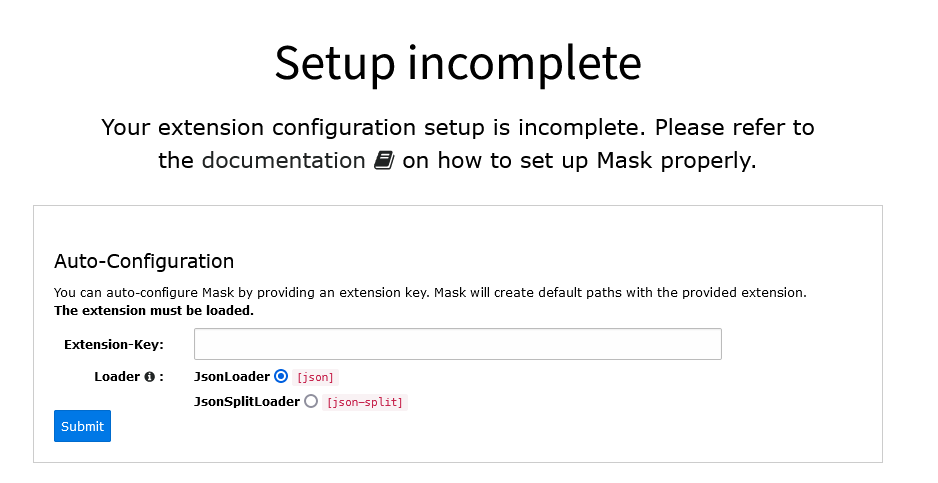 Setup incomplete
Your extension configuration setup is incomplete. Please refer to
the documentation on how to set up Mask properly.
Auto-Configuration
You can auto-configure Mask by providing an extension key. Mask will create default paths with the provided extension.
The extension must be loaded.
Extension-Key:
Loader :
JsonLoader [json]
JsonSplitLoader [json-split]
Submit